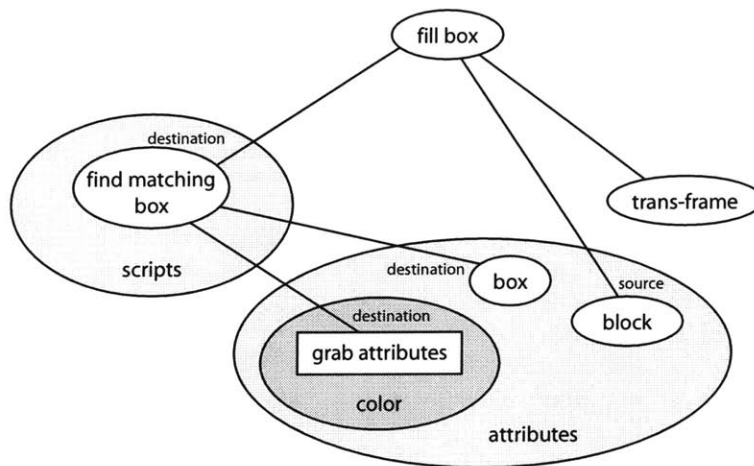 fill box
destination
find matching
box
trans-frame
scripts
destination
box
source
destination
block
grab attributes
color
attributes